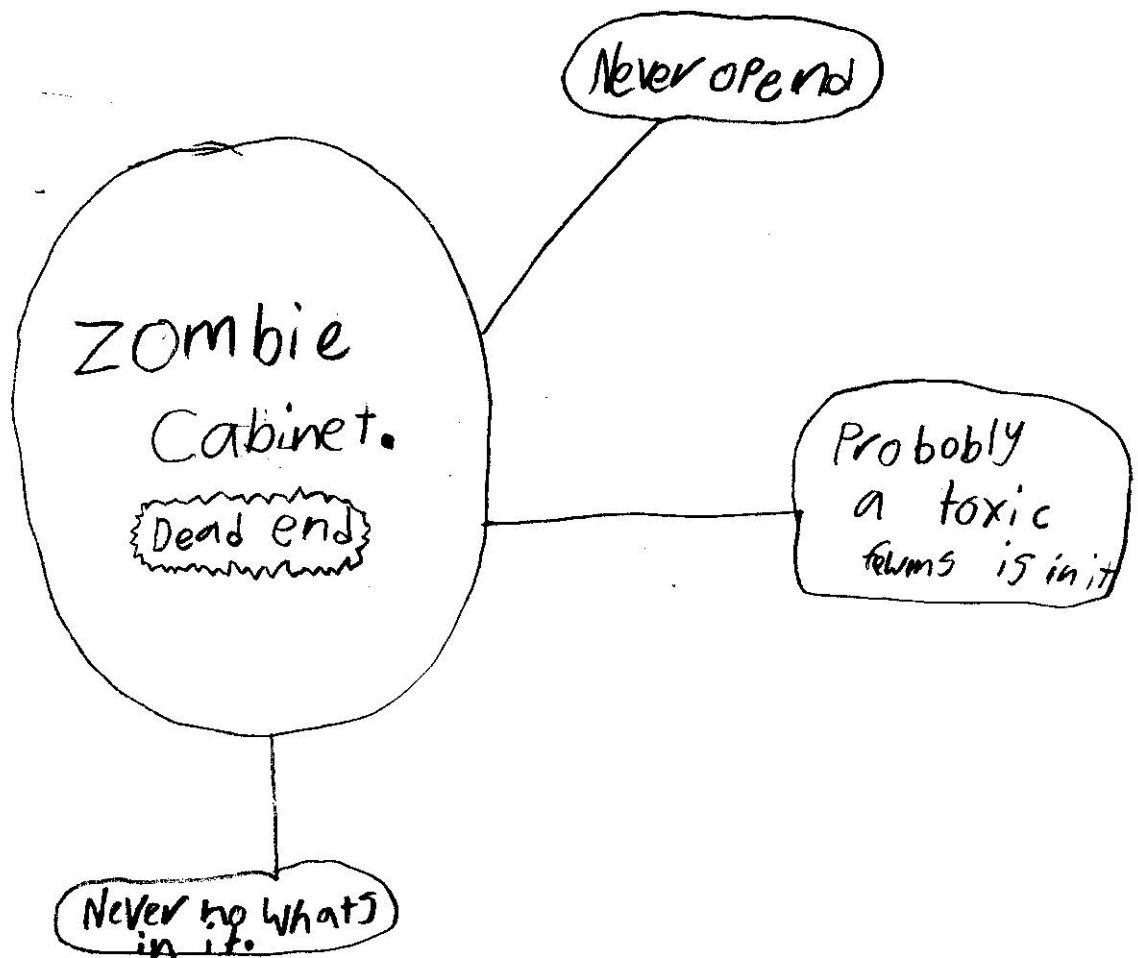 Never opend
Zombie
Cabinet.
Dead end
Probobly
a toxic
fewms is in it
Never no whats
in it.